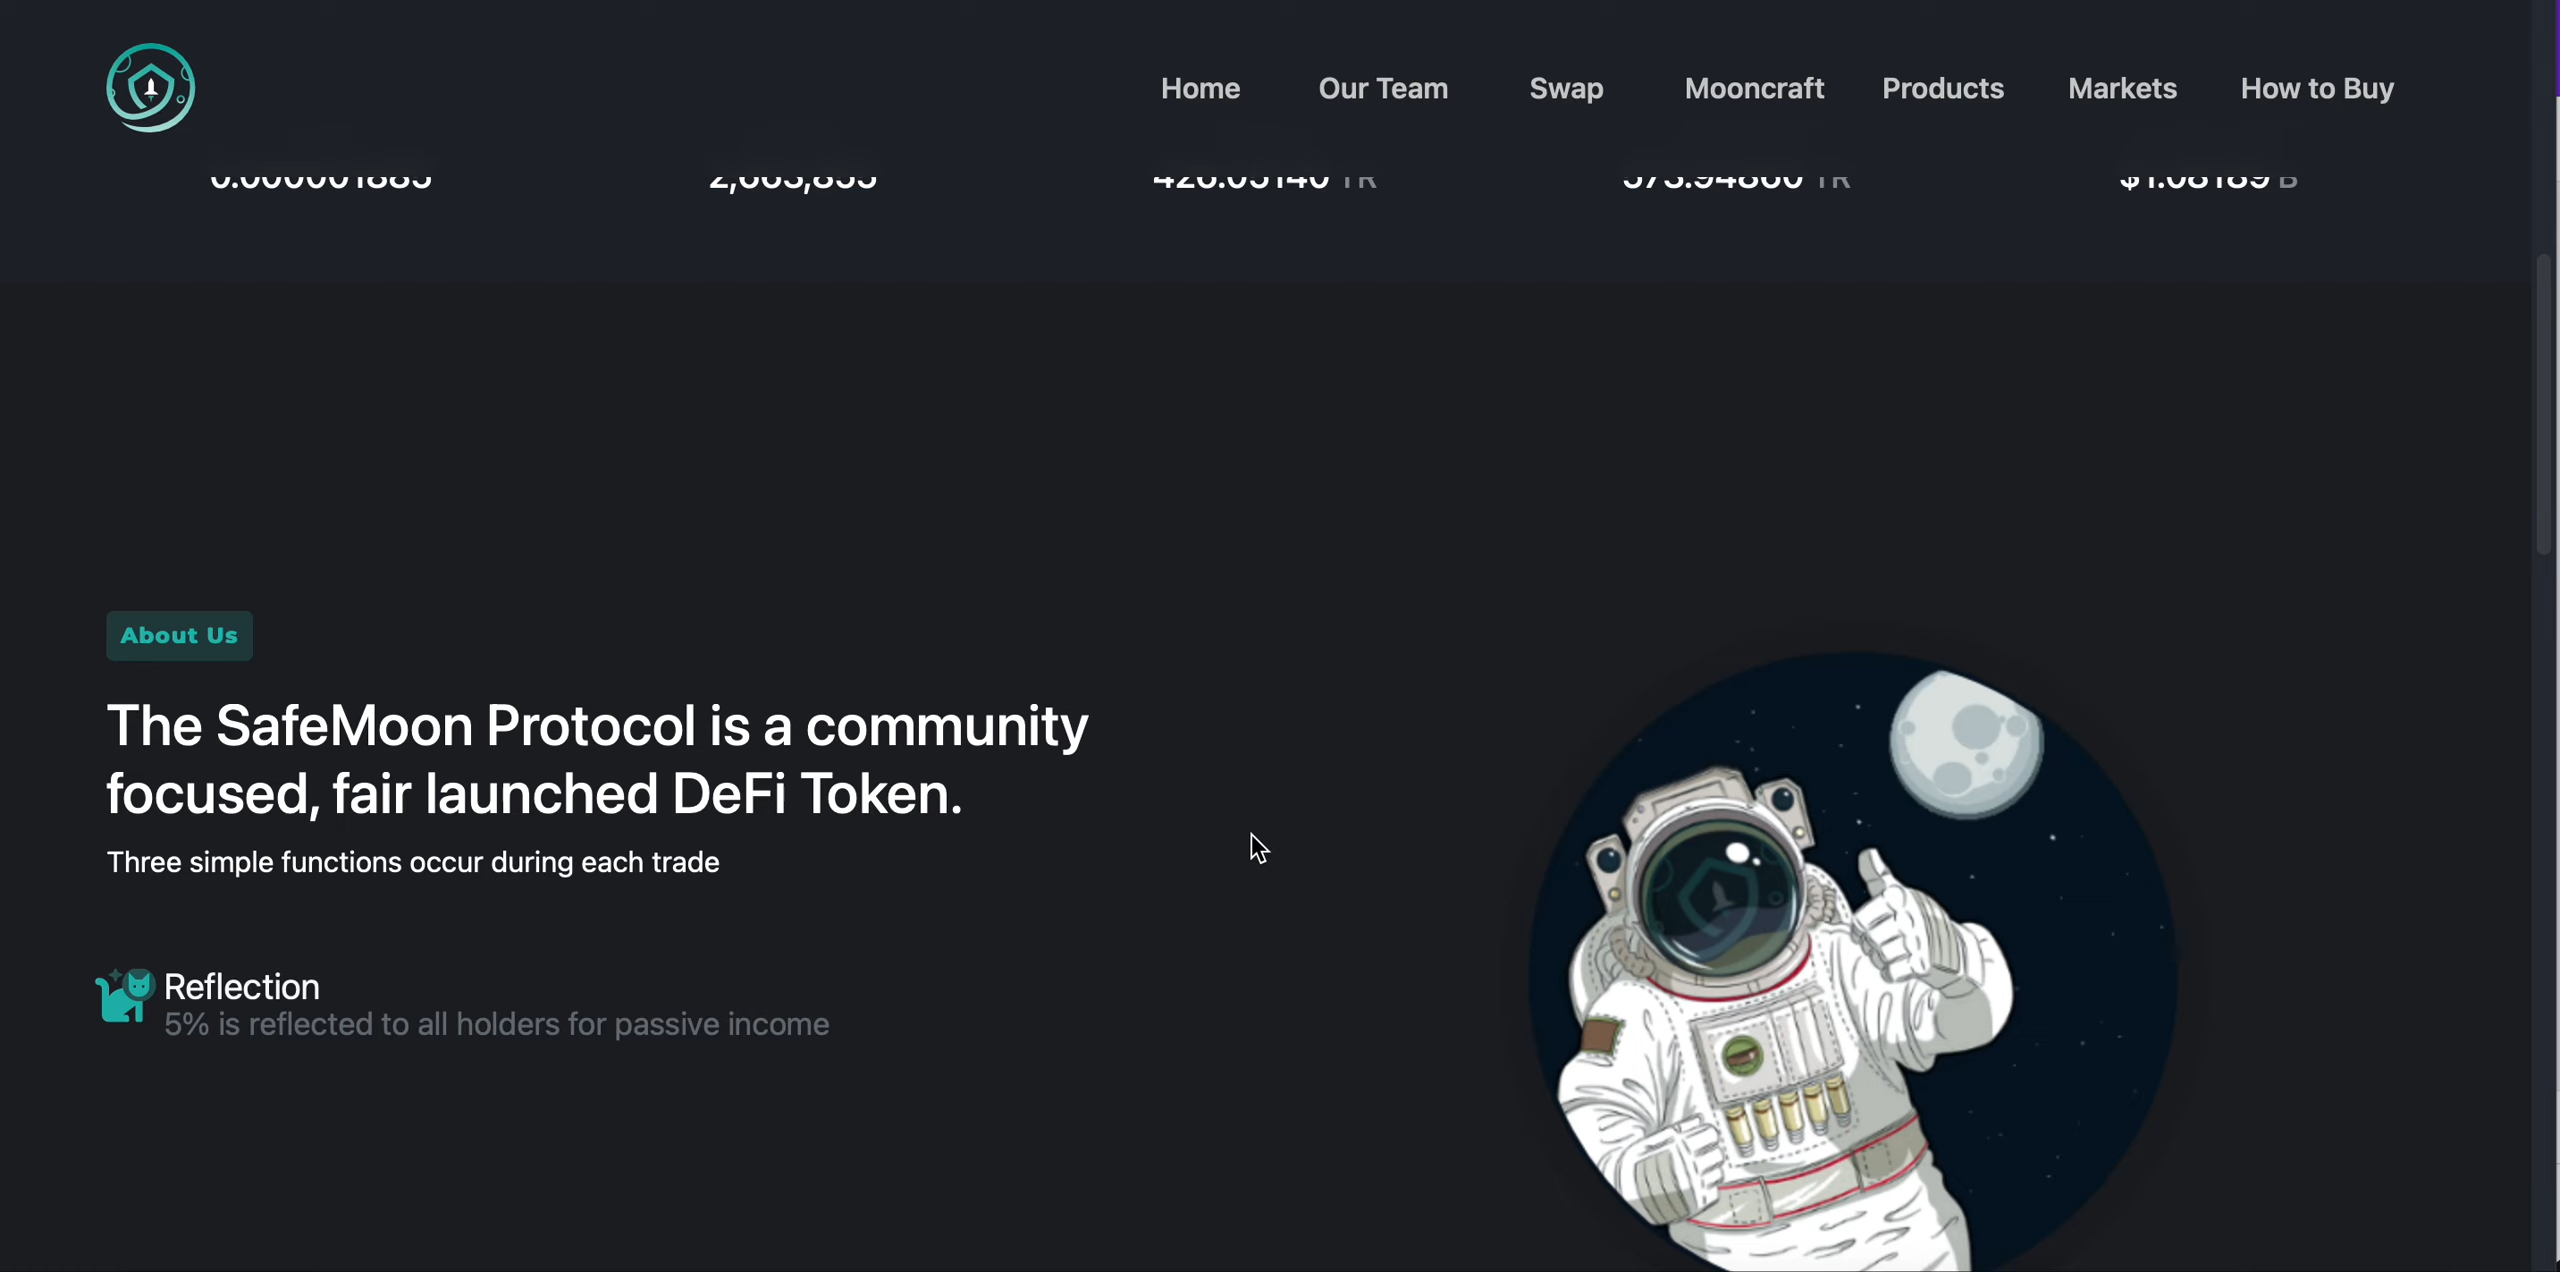 Home
Our Team
Swap
Mooncraft
Products
Markets
How to Buy
About Us
The SafeMoon Protocol is a community
focused, fair launched DeFi Token.
Three simple functions occur during each trade
Reflection
5% is reflected to all holders for passive income